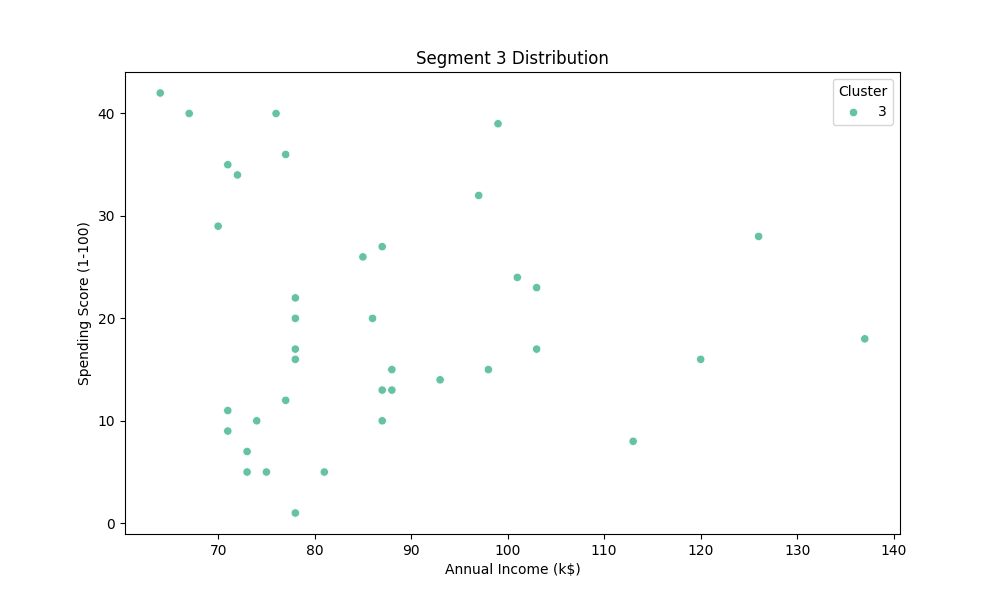 Segment 3 Distribution
Cluster
3
40
30
20
10
0
Spending Score (1-100)
70 80 90 100 110 120 130 140
Annual Income (k$)